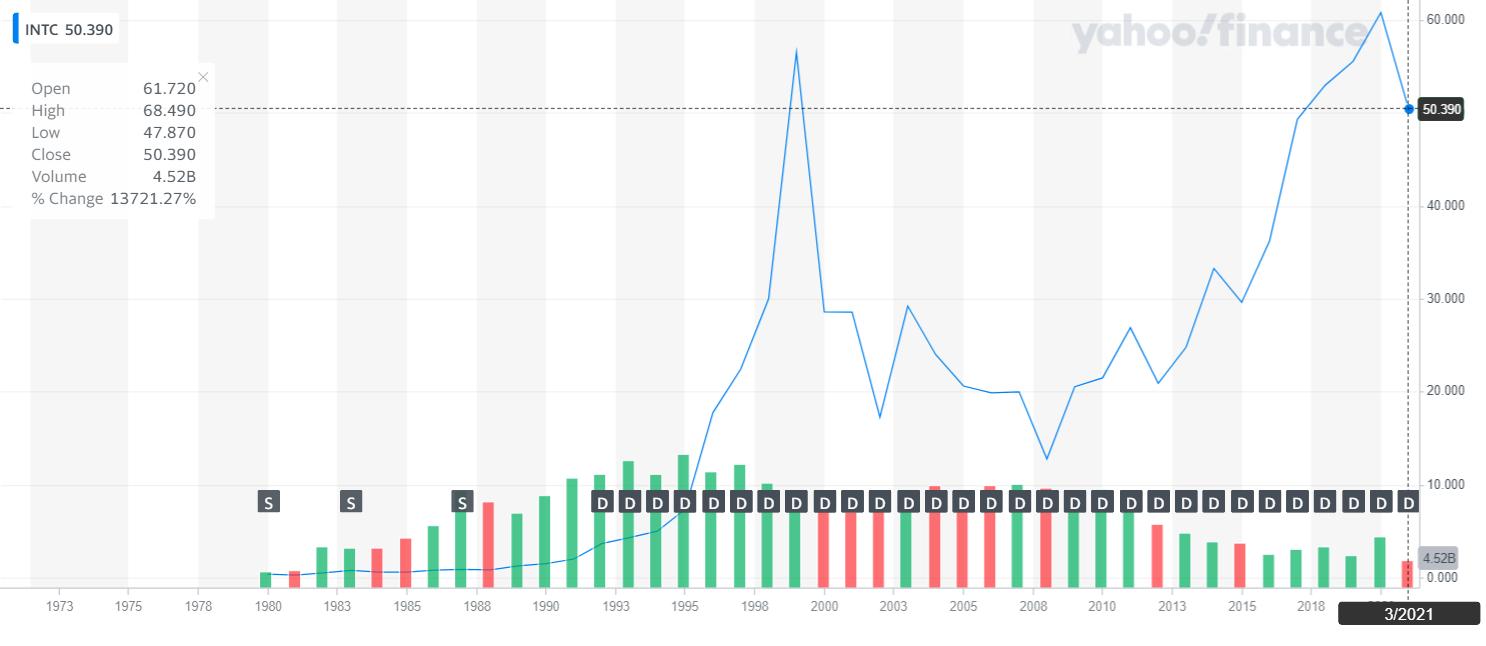 INTC 50.390
yahoo!finance
Open 61.720
High 68.490
Low 47.870
Close 50.390
Volume 4.52B
% Change 13721.27%
60.000
50.390
40.000
30.000
20.000
10.000
4.52B
0.000
S S S D D D D D D D D D D D D D D D D D D D D D D D D D D D D D D
1973 1975 1978 1980 1983 1985 1988 1990 1993 1995 1998 2000 2003 2005 2008 2010 2013 2015 2018
3/2021